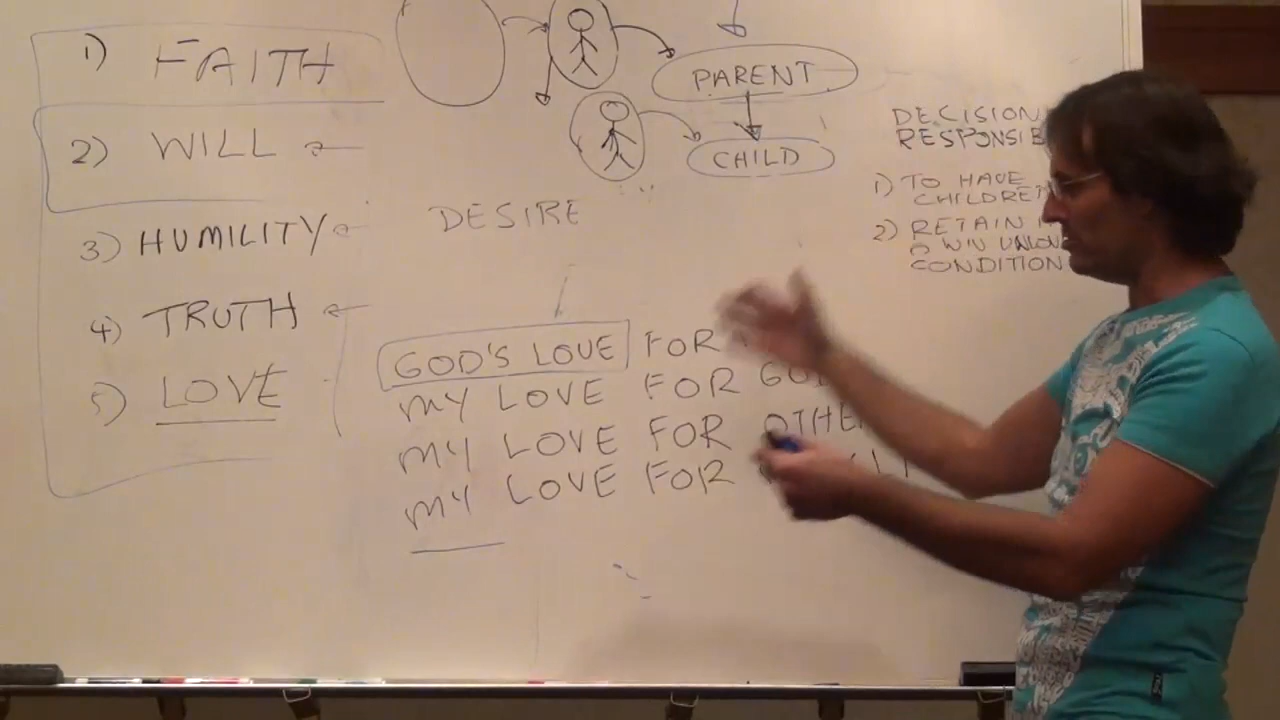 1) FAITH
2) WILL
3) HUMILITY
4) TRUTH
5) LOVE
PARENT
CHILD
DESIRE
GOD'S LOVE FOR
MY LOVE FOR GOD
MY LOVE FOR
MY LOVE FOR
DECISION
1) TO HAVE
2) RETAIN
CONDITION